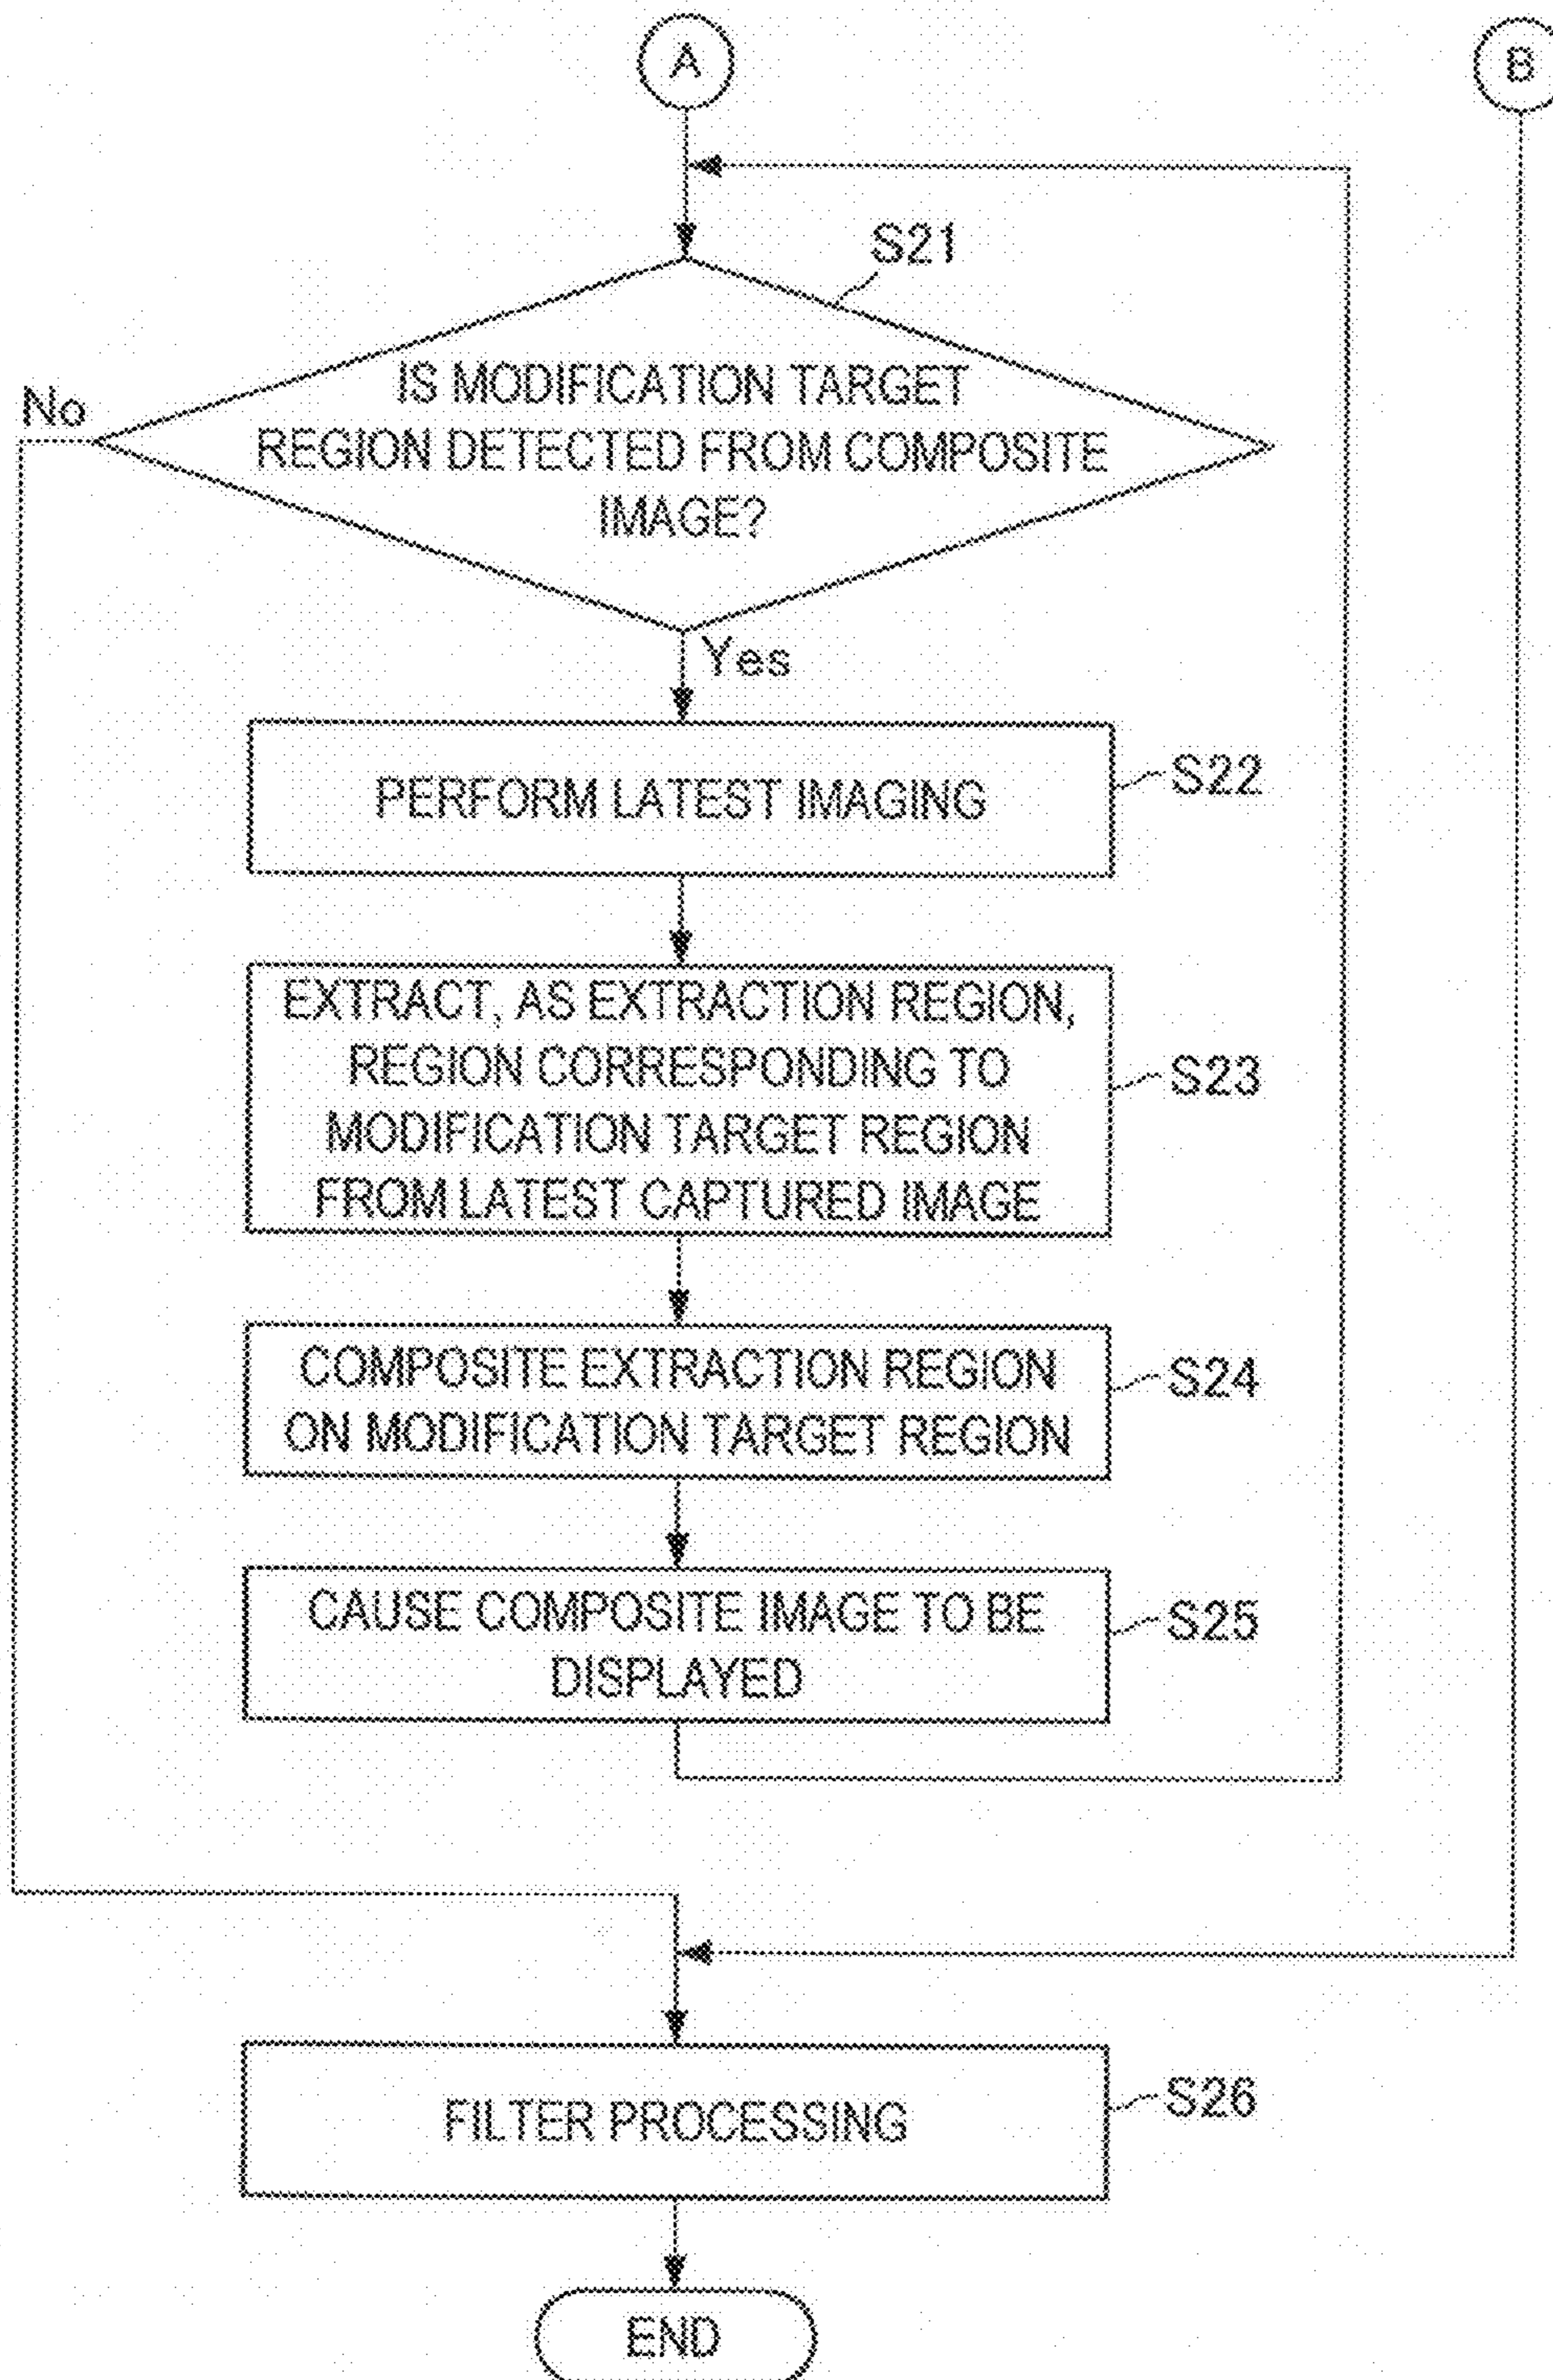 A
B
S21
IS MODIFICATION TARGET
REGION DETECTED FROM COMPOSITE
IMAGE?
No
Yes
PERFORM LATEST IMAGING
S22
EXTRACT, AS EXTRACTION REGION,
REGION CORRESPONDING TO
MODIFICATION TARGET REGION
FROM LATEST CAPTURED IMAGE
S23
COMPOSITE EXTRACTION REGION
ON MODIFICATION TARGET REGION
S24
CAUSE COMPOSITE IMAGE TO BE
DISPLAYED
S25
FILTER PROCESSING
S26
END